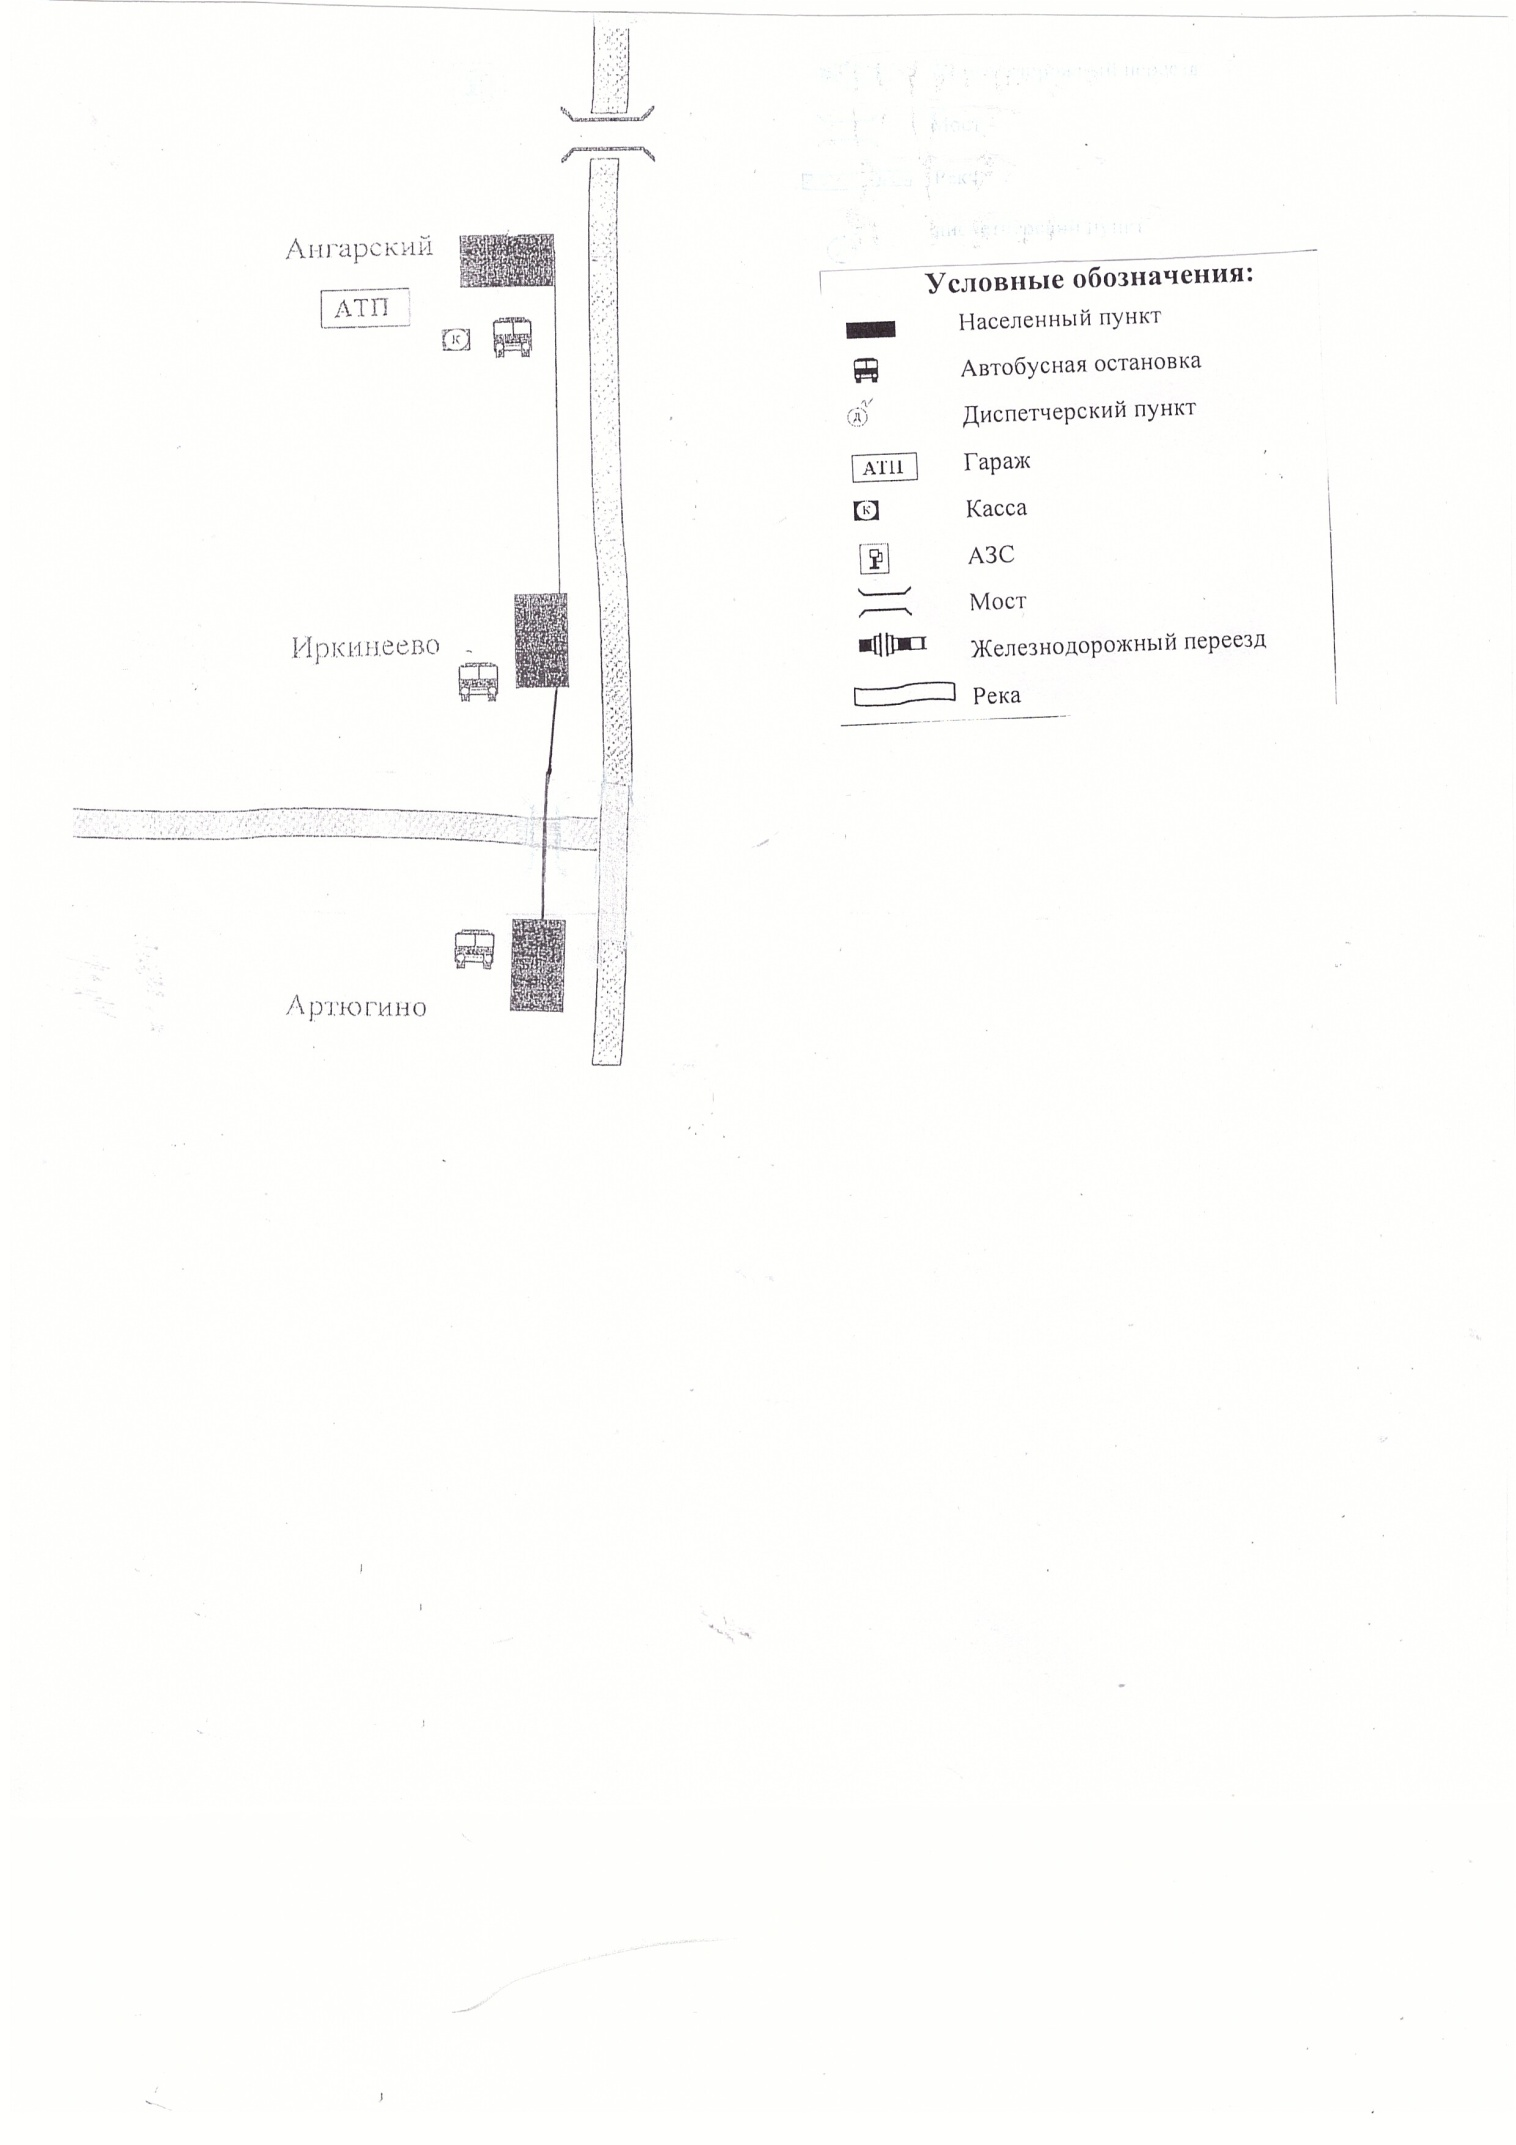 Ангарский
АТП
К
Иркинеево
Артюгино
Условные обозначения:
Населенный пункт
Автобусная остановка
Д Диспетчерский пункт
АТП Гараж
К Касса
АЗС
Мост
Железнодорожный переезд
Река